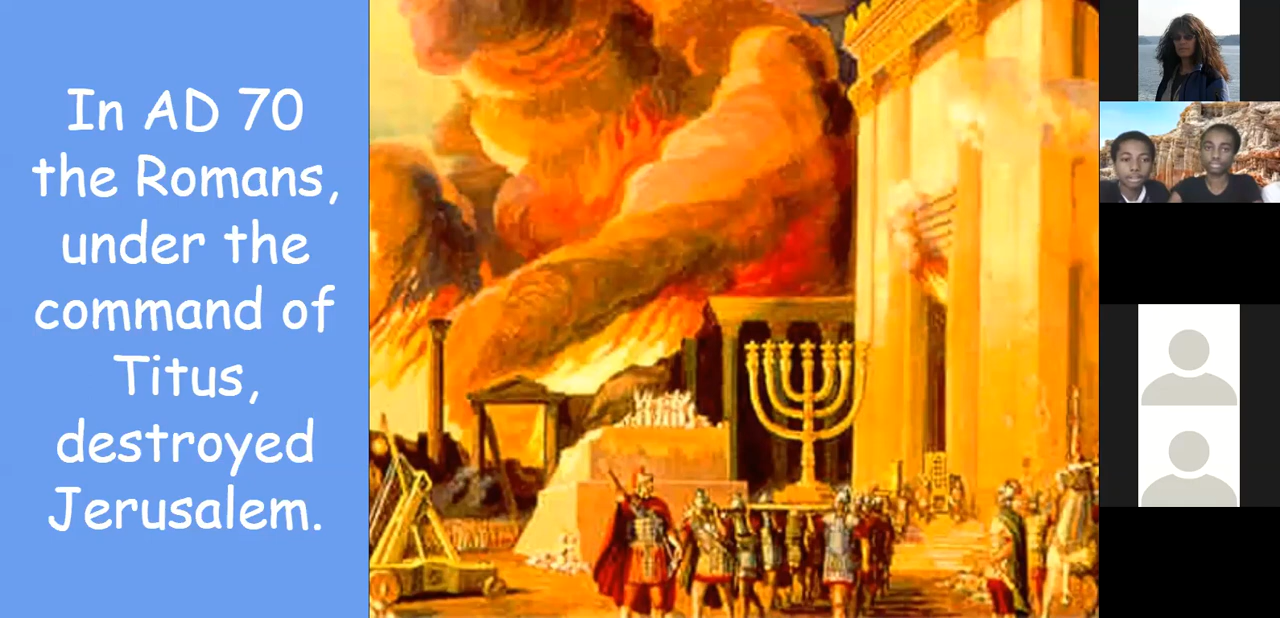 In AD 70
the Romans,
under the
command of
Titus,
destroyed
Jerusalem.